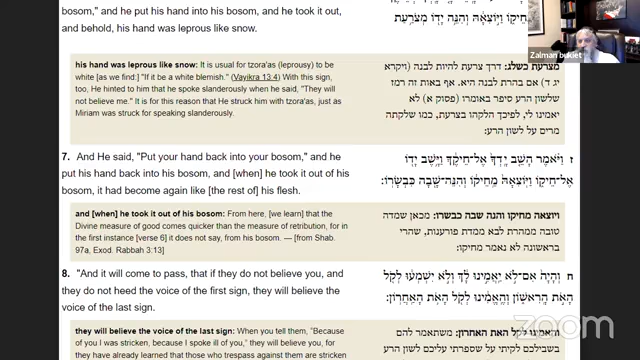 bosom," and he put his hand into his bosom, and he took it out,
and behold, his hand was leprous like snow.
חֵיקוֹ וַיּוֹצִאָהּ וְהִנֵּה יָדוֹ מְצֹרַעַת
Zalman bukiet
his hand was leprous like snow: It is usual for tzora'as (leprousy) to be
white [as we find:] "If it be a white blemish." (Vayikra 13:4) With this sign,
too, He hinted to him that he spoke slanderously when he said, "They
will not believe me." It is for this reason that He struck him with tzora'as, just
as Miriam was struck for speaking slanderously.
מצרעת כשלג: דרך צרעת להיות לבנה (ויקרא
יג ד) אם בהרת לבנה היא. אף באות זה רמז
שלשון הרע סיפר באומרו (פסוק א) לא
יאמינו לי, לפיכך הלקהו בצרעת, כמו שלקתה
מרים על לשון הרע:
7. And He said, "Put your hand back into your bosom," and he
put his hand back into his bosom, and [when] he took it out of his
bosom, it had become again like [the rest of] his flesh.
ז וַיֹּאמֶר הָשֵׁב יָדְךָ אֶל־חֵיקֶךָ וַיָּשֶׁב יָדוֹ
אֶל־חֵיקוֹ וַיּוֹצִאָהּ מֵחֵיקוֹ וְהִנֵּה־שָׁבָה כִּבְשָׂרוֹ:
and [when] he took it out of his bosom: From here, [we learn] that the
Divine measure of good comes quicker than the measure of retribution, for
in the first instance [verse 6] it does not say, from his bosom. — [from Shab.
97a, Exod. Rabbah 3:13]
ויוצאה מחיקו והנה שבה כבשרו: מכאן שמדה
טובה ממהרת לבא ממדת פורענות, שהרי
בראשונה לא נאמר מחיקו:
8. "And it will come to pass, that if they do not believe you, and
they do not heed the voice of the first sign, they will believe the
voice of the last sign.
ח וְהָיָה אִם־לֹא יַאֲמִינוּ לָךְ וְלֹא יִשְׁמְעוּ לְקֹל
הָאֹת הָרִאשׁוֹן וְהֶאֱמִינוּ לְקֹל הָאֹת הָאַחֲרוֹן:
they will believe the voice of the last sign: When you tell them, "Because
of you I was stricken, because I spoke ill of you," they will believe you, for
they have already learned that those who trespass against them are stricken
והאמינו לקל האת האחרון: משתאמר להם
בשבילכם לקיתי על שספרתי עליכם לשון הרע
LIVE
zoom